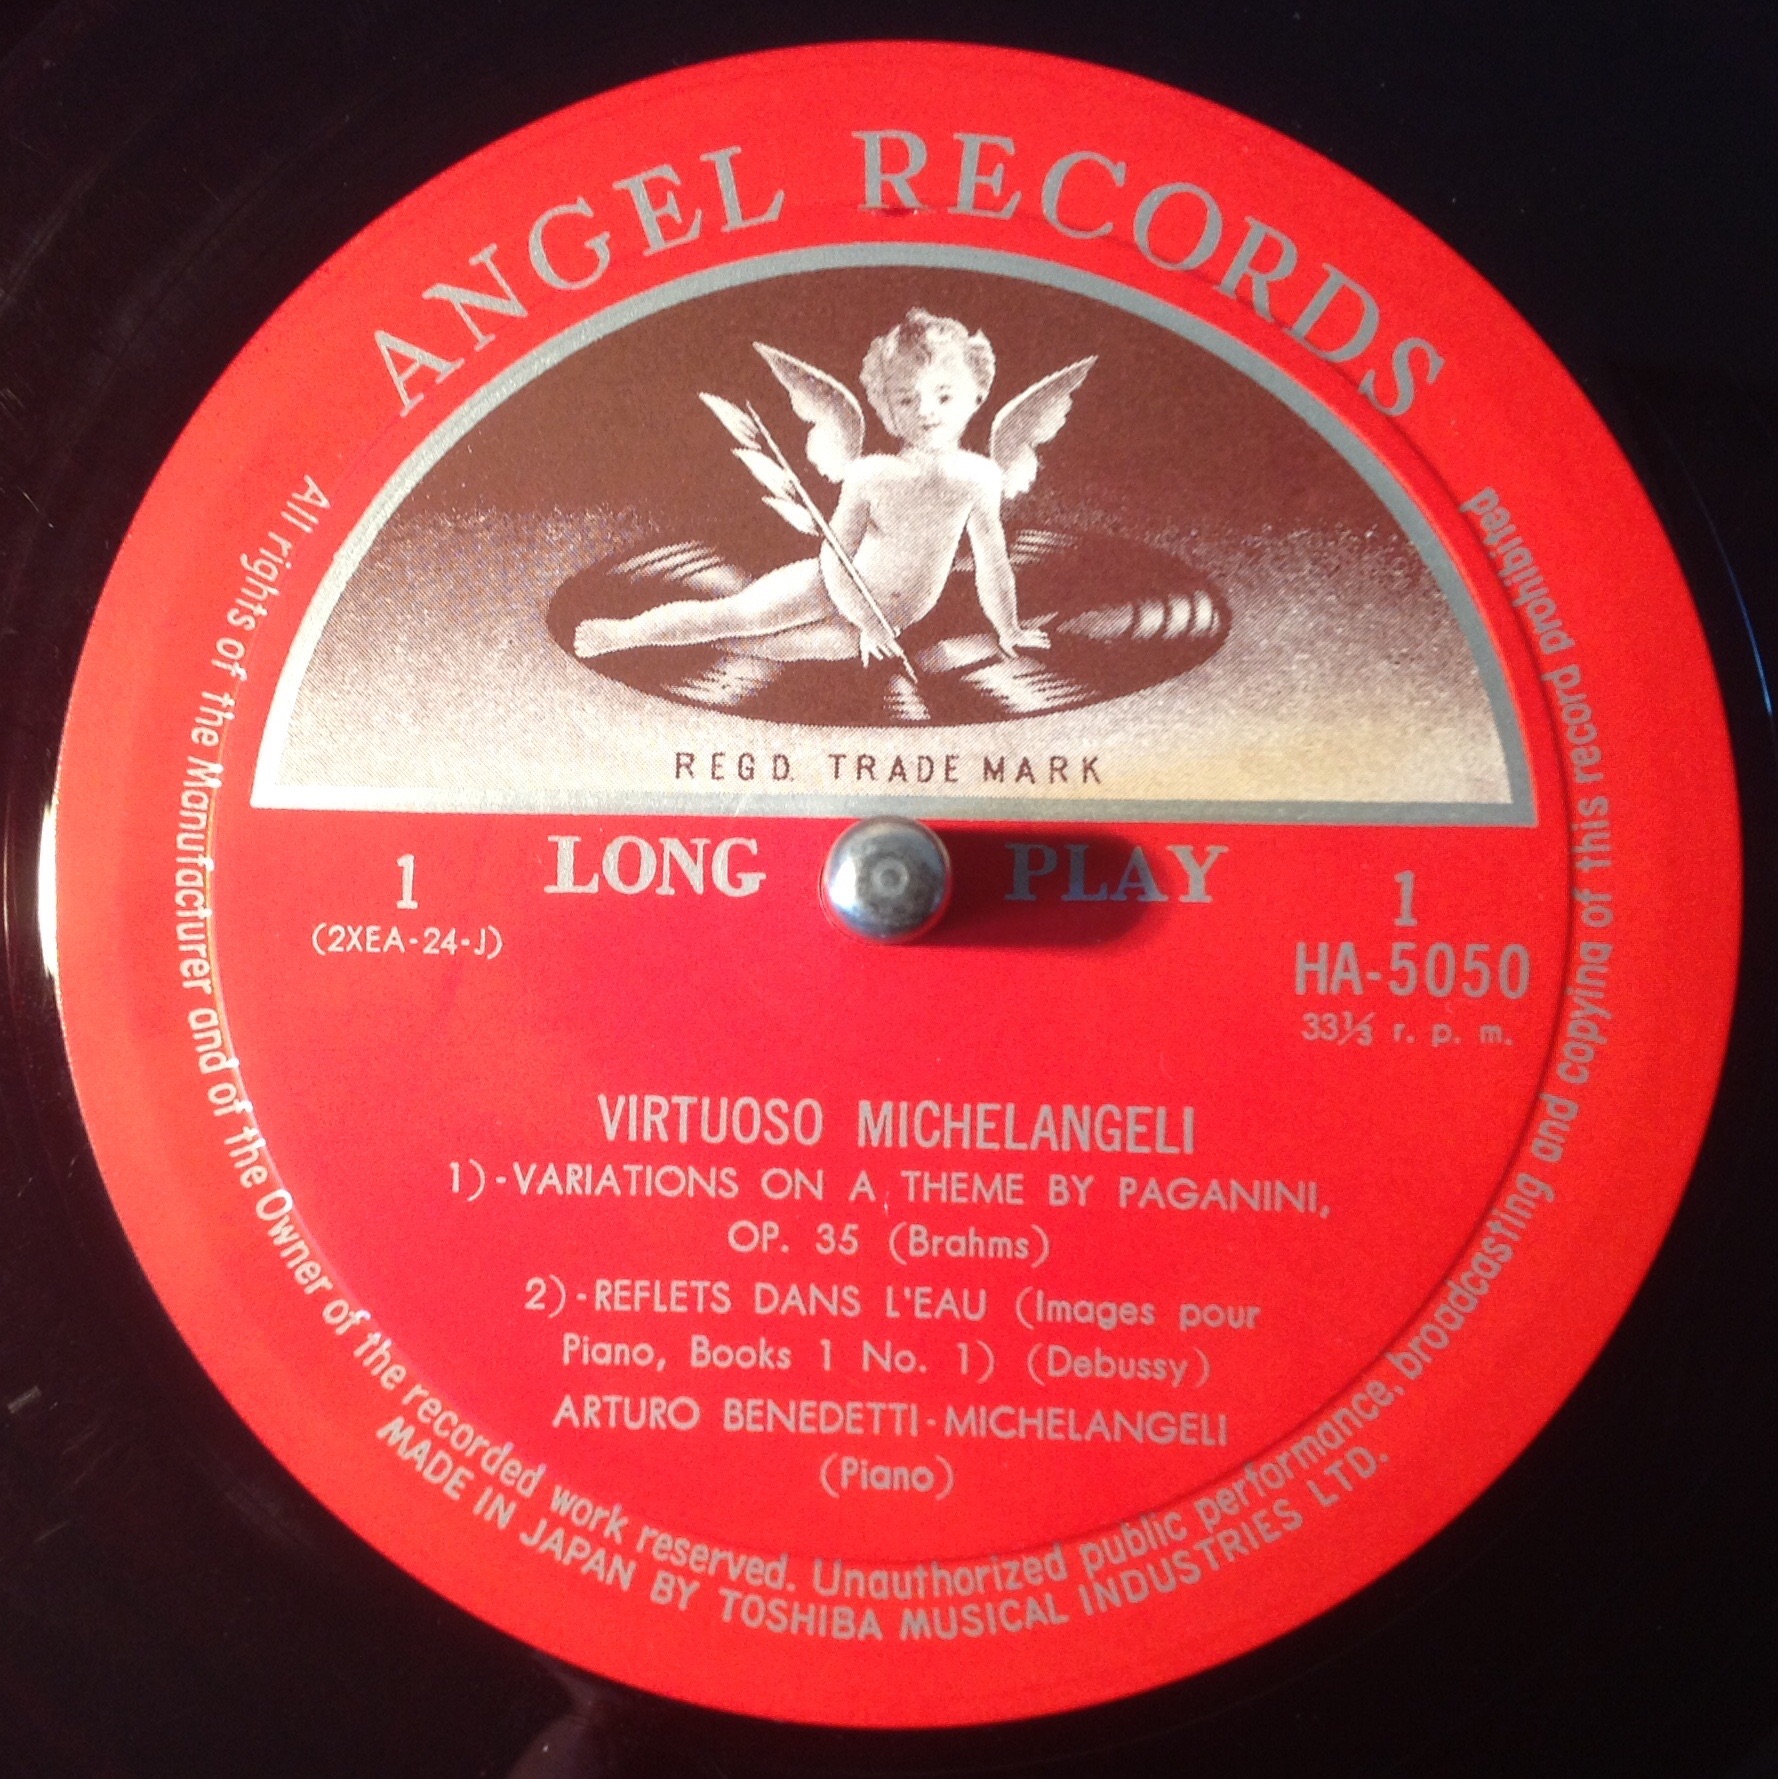 ANGEL RECORDS
REGD. TRADE MARK
LONG PLAY
1
(2XEA-24-J)
1
HA-5050
33⅓ r. p. m.
VIRTUOSO MICHELANGELI
1)-VARIATIONS ON A THEME BY PAGANINI,
OP. 35 (Brahms)
2)-REFLETS DANS L'EAU (Images pour
Piano, Books 1 No. 1) (Debussy)
ARTURO BENEDETTI-MICHELANGELI
(Piano)
All rights of the Manufacturer and of the Owner of the recorded work reserved. Unauthorized public performance, broadcasting and copying of this record prohibited
MADE IN JAPAN BY TOSHIBA MUSICAL INDUSTRIES LTD.